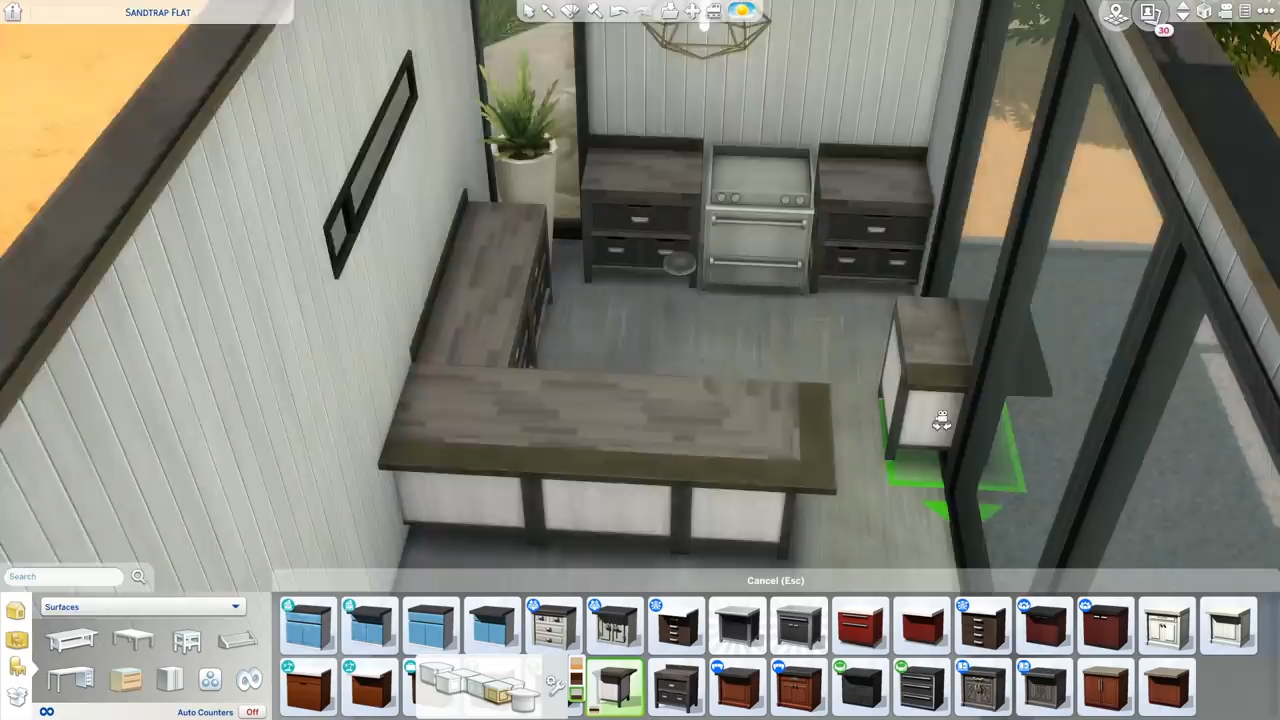 SANDTRAP FLAT
30
Cancel (Esc)
Search
Surfaces
Auto Counters Off